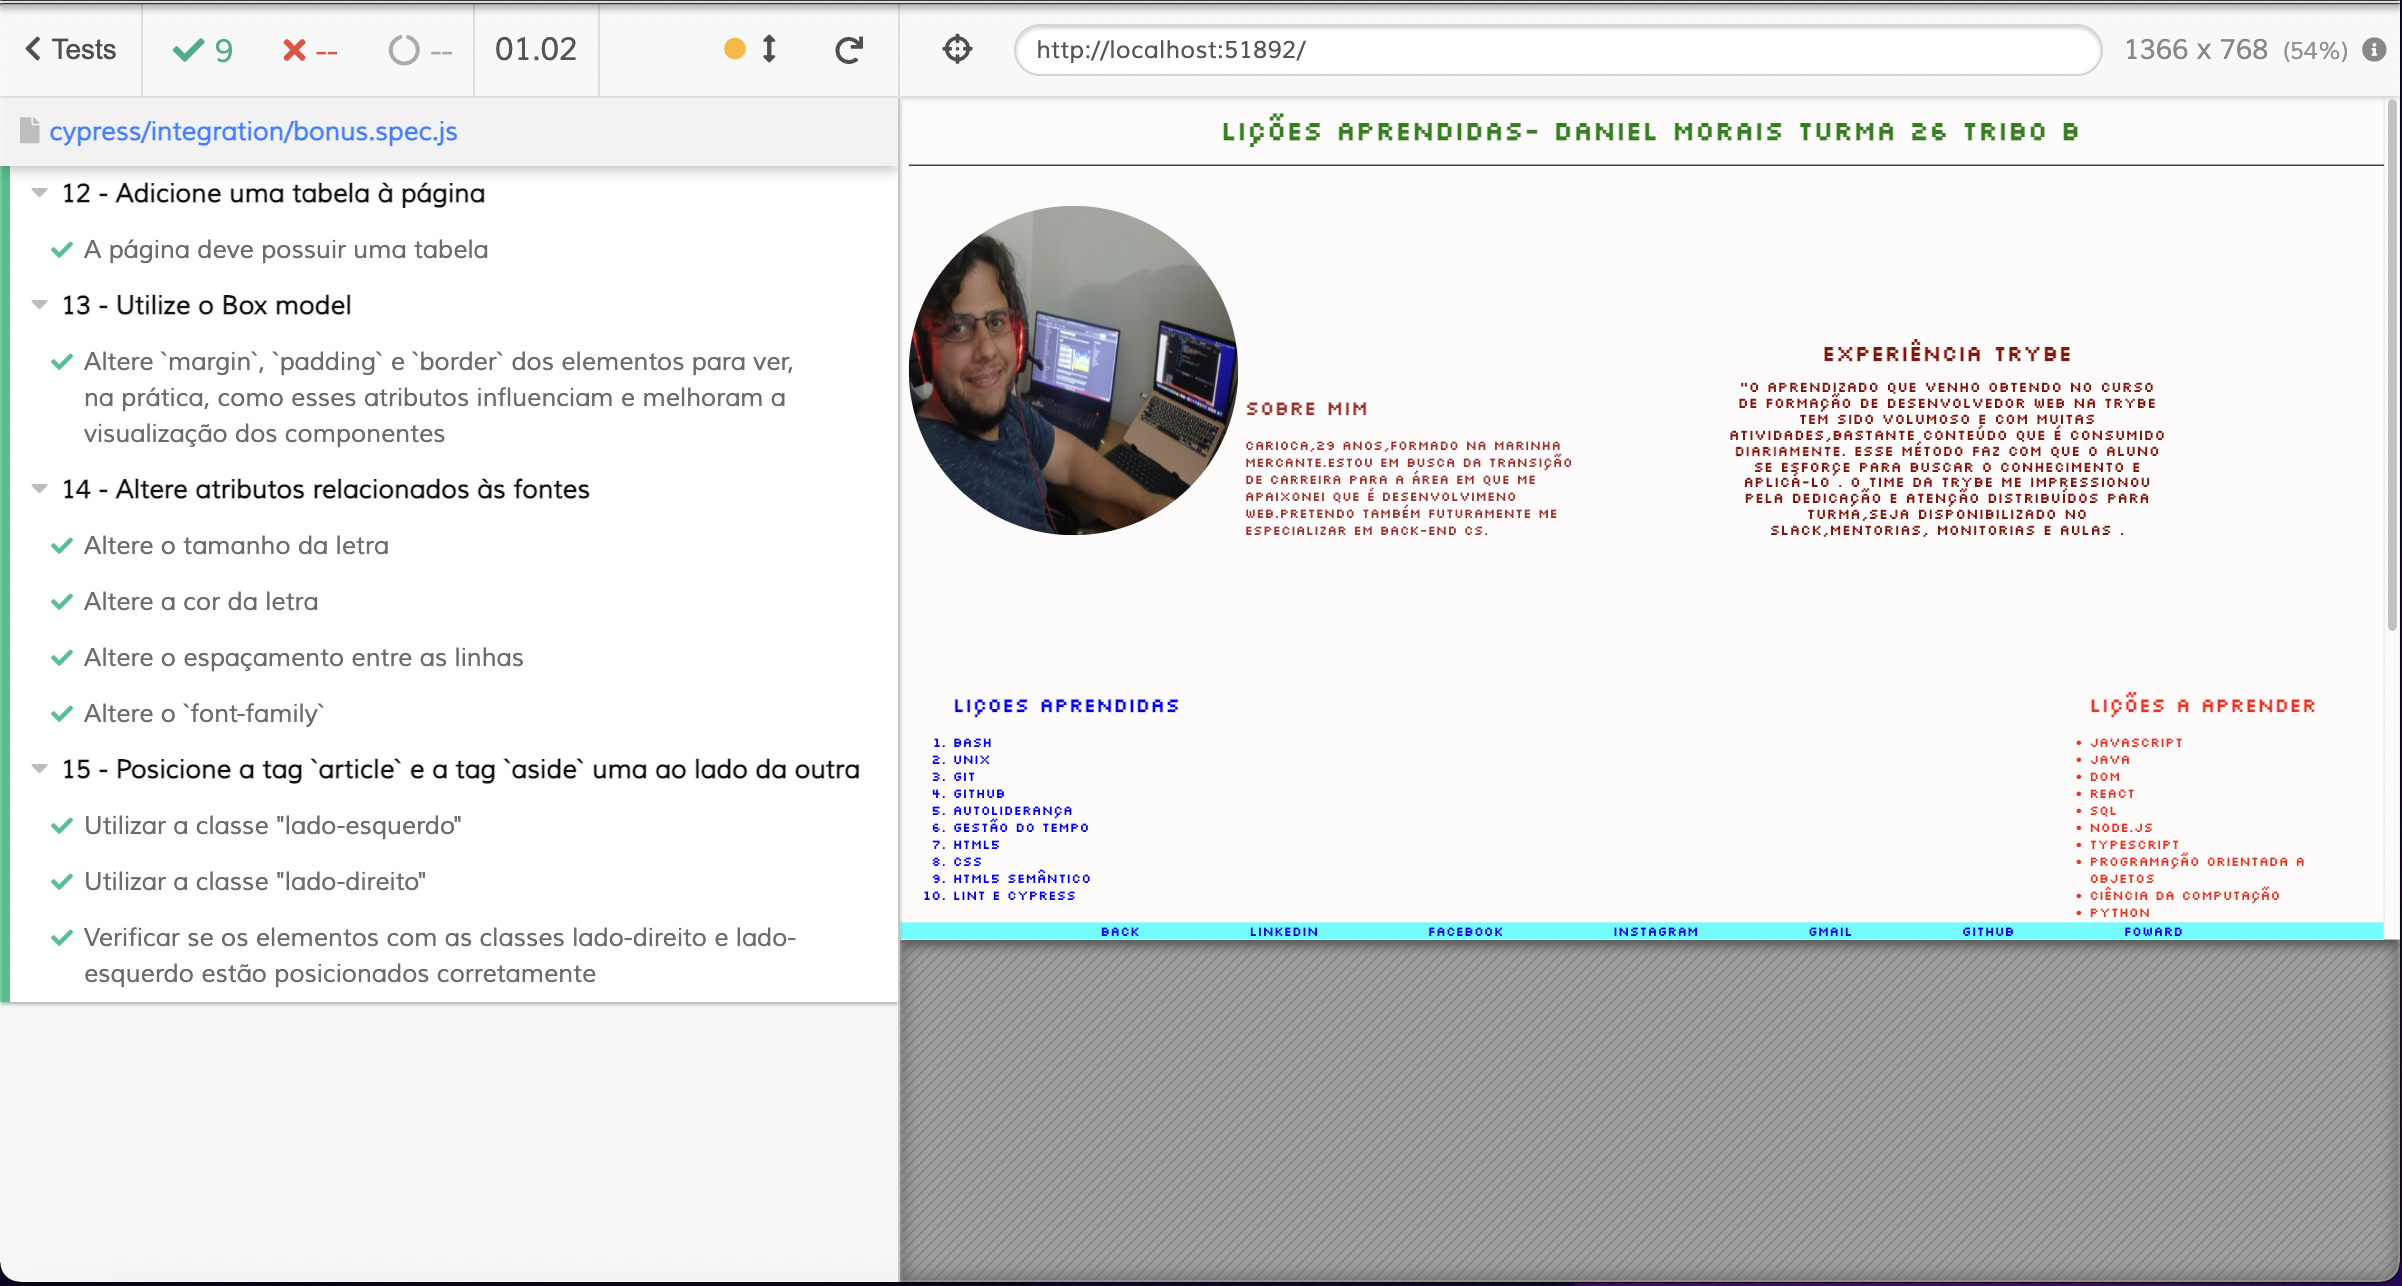 Tests
9
--
--
01.02
http://localhost:51892/
1366 x 768 (54%)
cypress/integration/bonus.spec.js
12 - Adicione uma tabela à página
A página deve possuir uma tabela
13 - Utilize o Box model
Altere `margin`, `padding` e `border` dos elementos para ver,
na prática, como esses atributos influenciam e melhoram a
visualização dos componentes
14 - Altere atributos relacionados às fontes
Altere o tamanho da letra
Altere a cor da letra
Altere o espaçamento entre as linhas
Altere o `font-family`
15 - Posicione a tag `article` e a tag `aside` uma ao lado da outra
Utilizar a classe "lado-esquerdo"
Utilizar a classe "lado-direito"
Verificar se os elementos com as classes lado-direito e lado-
esquerdo estão posicionados corretamente
LIÇÕES APRENDIDAS- DANIEL MORAIS TURMA 26 TRIBO B
SOBRE MIM
CARIOCA,29 ANOS,FORMADO NA MARINHA
MERCANTE.ESTOU EM BUSCA DA TRANSIÇÃO
DE CARREIRA PARA A ÁREA EM QUE ME
APAIXONEI QUE É DESENVOLVIMENO
WEB.PRETENDO TAMBÉM FUTURAMENTE ME
ESPECIALIZAR EM BACK-END CS.
EXPERIÊNCIA TRYBE
"O APRENDIZADO QUE VENHO OBTENDO NO CURSO
DE FORMAÇÃO DE DESENVOLVEDOR WEB NA TRYBE
TEM SIDO VOLUMOSO E COM MUITAS
ATIVIDADES,BASTANTE CONTEÚDO QUE É CONSUMIDO
DIARIAMENTE. ESSE MÉTODO FAZ COM QUE O ALUNO
SE ESFORÇE PARA BUSCAR O CONHECIMENTO E
APLICÁ-LO . O TIME DA TRYBE ME IMPRESSIONOU
PELA DEDICAÇÃO E ATENÇÃO DISTRIBUÍDOS PARA
TURMA,SEJA DISPONIBILIZADO NO
SLACK,MENTORIAS, MONITORIAS E AULAS .
LIÇOES APRENDIDAS
1. BASH
2. UNIX
3. GIT
4. GITHUB
5. AUTOLIDERANÇA
6. GESTÃO DO TEMPO
7. HTML5
8. CSS
9. HTML5 SEMÂNTICO
10. LINT E CYPRESS
LIÇÕES A APRENDER
• JAVASCRIPT
• JAVA
• DOM
• REACT
• SQL
• NODE.JS
• TYPESCRIPT
• PROGRAMAÇÃO ORIENTADA A
OBJETOS
• CIÊNCIA DA COMPUTAÇÃO
• PYTHON
BACK LINKEDIN FACEBOOK INSTAGRAM GMAIL GITHUB FOWARD